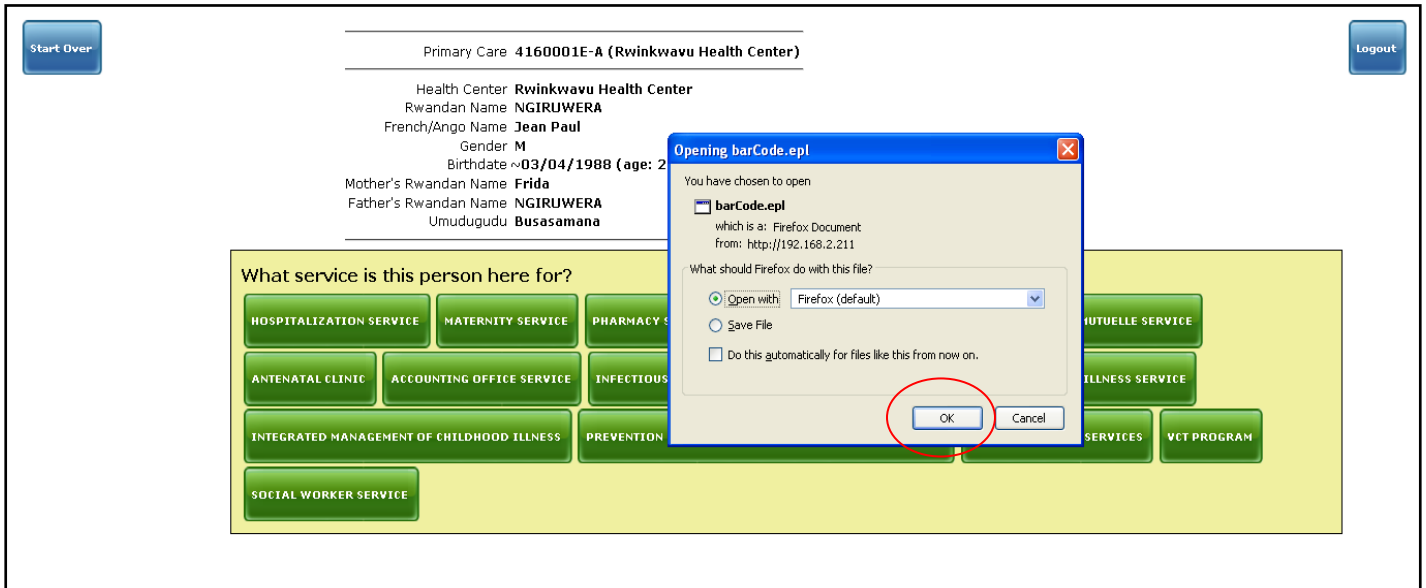 Start Over
Logout
Primary Care 4160001E-A (Rwinkwavu Health Center)
Health Center Rwinkwavu Health Center
Rwandan Name NGIRUWERA
French/Ango Name Jean Paul
Gender M
Birthdate ~03/04/1988 (age: 2
Mother's Rwandan Name Frida
Father's Rwandan Name NGIRUWERA
Umudugudu Busasamana
Opening barCode.epl
You have chosen to open
barCode.epl
which is a: Firefox Document
from: http://192.168.2.211
What should Firefox do with this file?
Open with Firefox (default)
Save File
Do this automatically for files like this from now on.
OK Cancel
What service is this person here for?
HOSPITALIZATION SERVICE MATERNITY SERVICE PHARMACY S MUTUELLE SERVICE
ANTENATAL CLINIC ACCOUNTING OFFICE SERVICE INFECTIOUS ILLNESS SERVICE
INTEGRATED MANAGEMENT OF CHILDHOOD ILLNESS PREVENTION SERVICES VCT PROGRAM
SOCIAL WORKER SERVICE